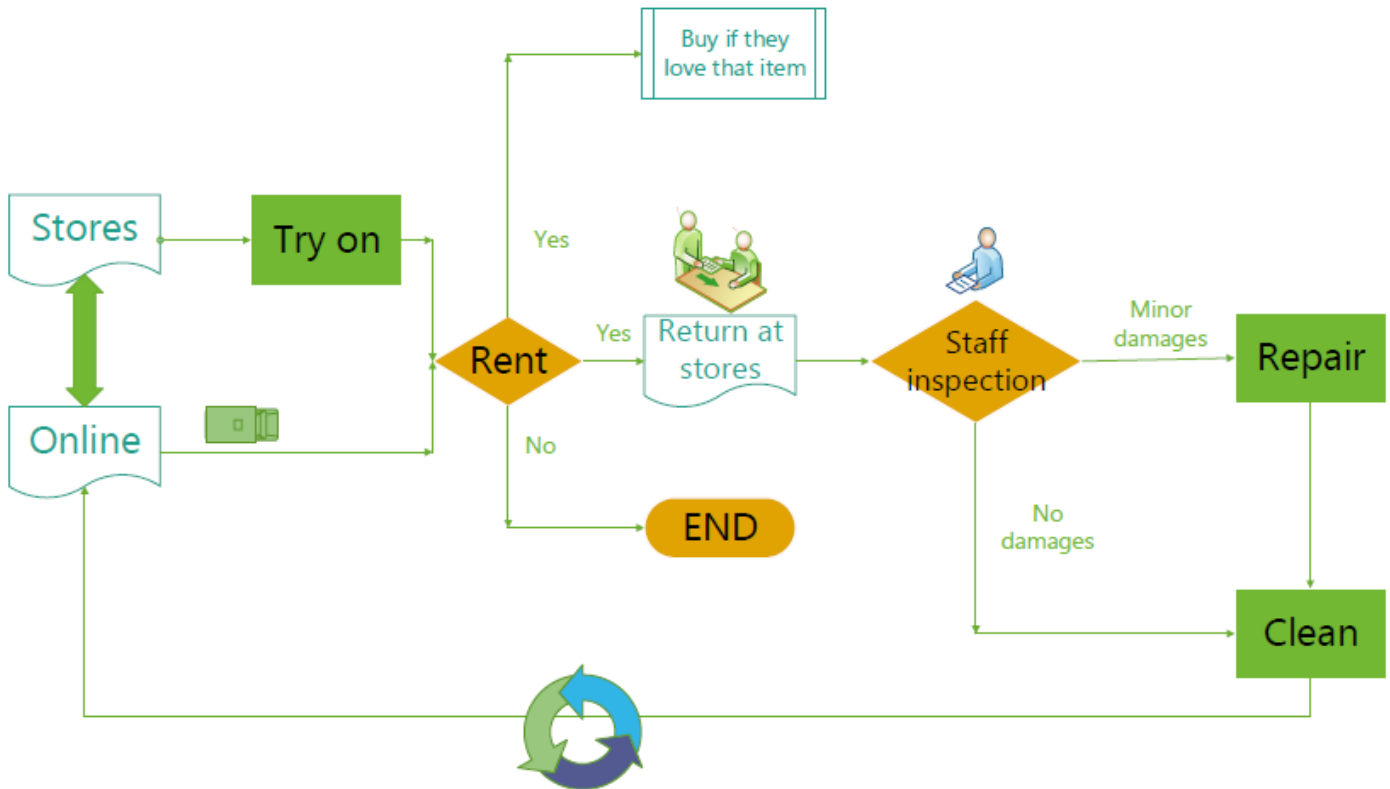 Buy if they
love that item
Stores
Try on
Yes
Rent
Yes
Return at
stores
Staff
inspection
Minor
damages
Repair
Online
No
END
No
damages
Clean